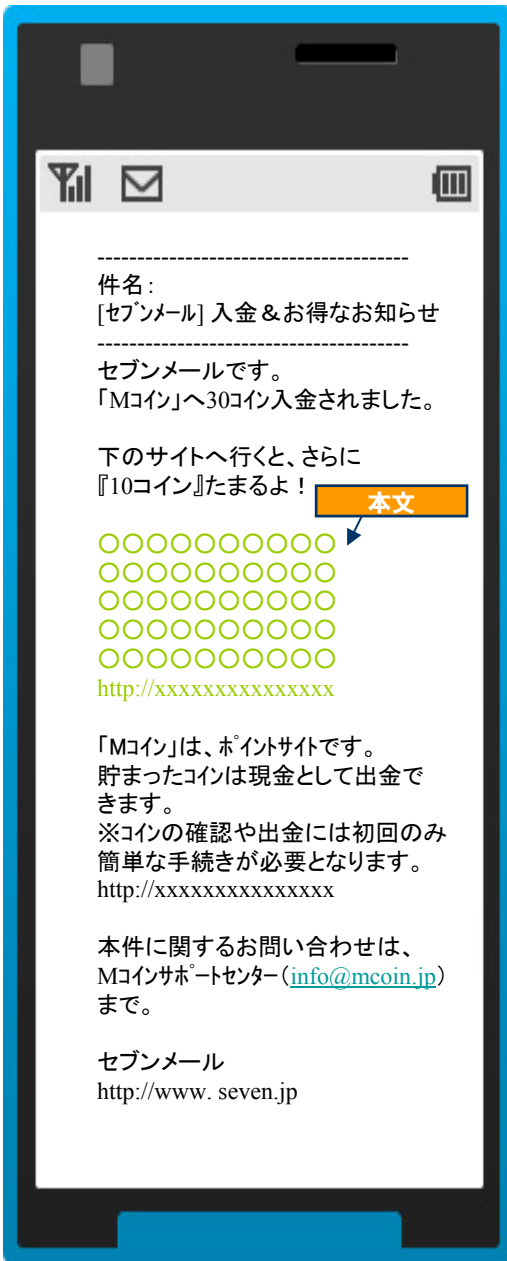 ---------------------------------------
件名：
[ｾﾌﾞﾝﾒｰﾙ] 入金＆お得なお知らせ
---------------------------------------
セブンメールです。
「Mｺｲﾝ」へ30ｺｲﾝ入金されました。
下のサイトへ行くと、さらに
『10コイン』たまるよ！
本文
〇〇〇〇〇〇〇〇〇〇
〇〇〇〇〇〇〇〇〇〇
〇〇〇〇〇〇〇〇〇〇
〇〇〇〇〇〇〇〇〇〇
〇〇〇〇〇〇〇〇〇〇
http://xxxxxxxxxxxxxxx
「Mｺｲﾝ」は、ﾎﾟｲﾝﾄサイトです。
貯まったｺｲﾝは現金として出金で
きます。
※ｺｲﾝの確認や出金には初回のみ
簡単な手続きが必要となります。
http://xxxxxxxxxxxxxxx
本件に関するお問い合わせは、
Mｺｲﾝｻﾎﾟｰﾄｾﾝﾀｰ（info@mcoin.jp）
まで。
セブンメール
http://www. seven.jp